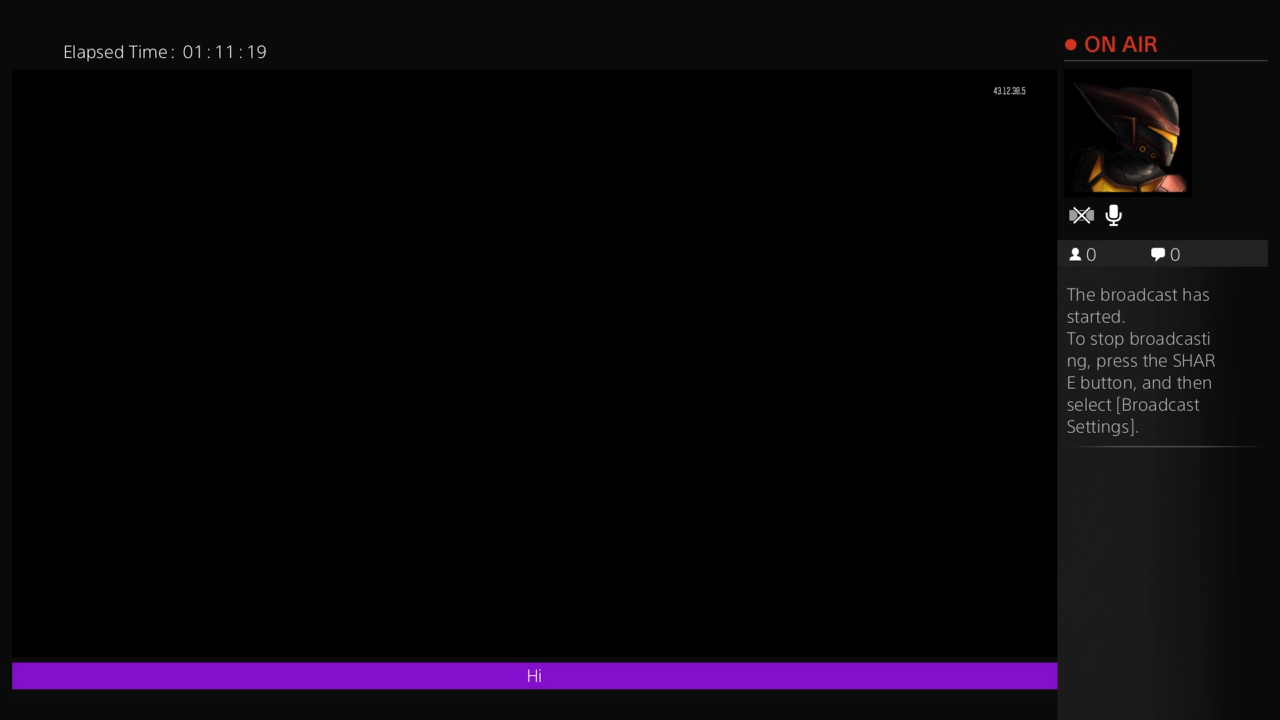 Elapsed Time: 01:11:19
ON AIR
43.12.38.5
0 0
The broadcast has
started.
To stop broadcasti
ng, press the SHAR
E button, and then
select [Broadcast
Settings].
Hi